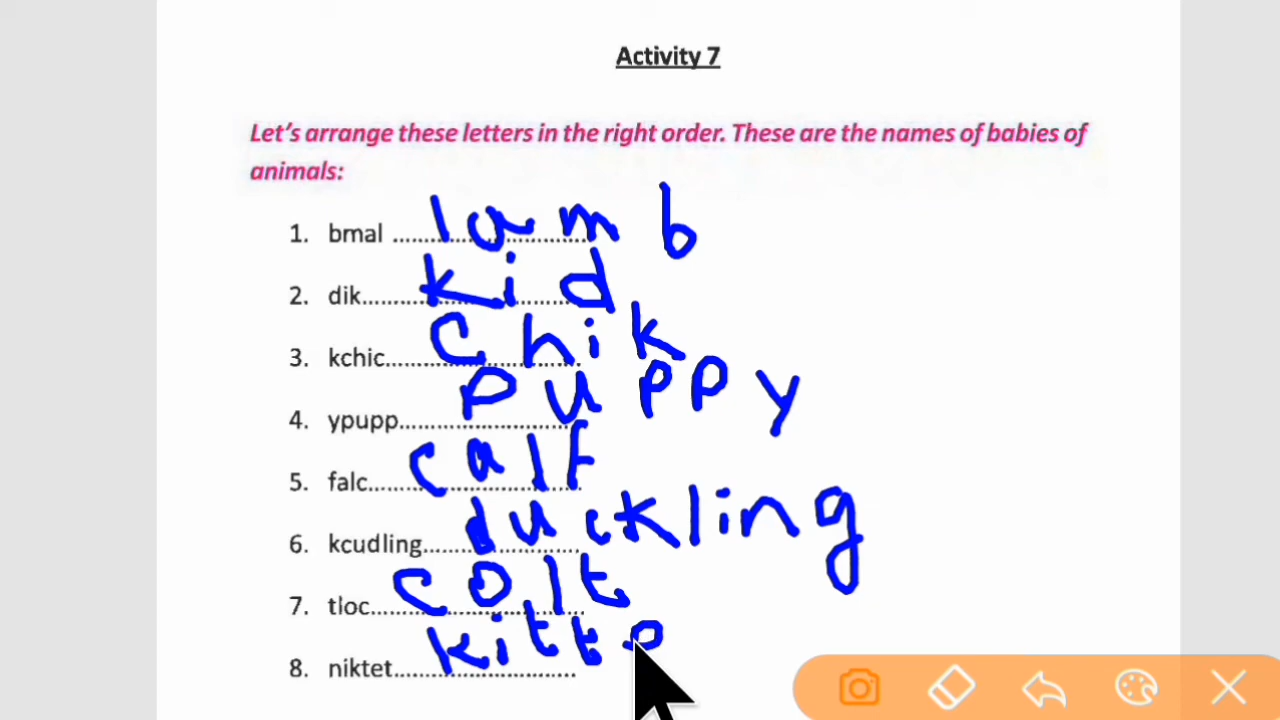 Activity 7
Let's arrange these letters in the right order. These are the names of babies of
animals:
1. bmal .............................. lamb
2. dik.............................. kid
3. kchic.............................. chik
4. ypupp.............................. puppy
5. falc.............................. calf
6. kcudling.............................. duckling
7. tloc.............................. colt
8. niktet.............................. kitte